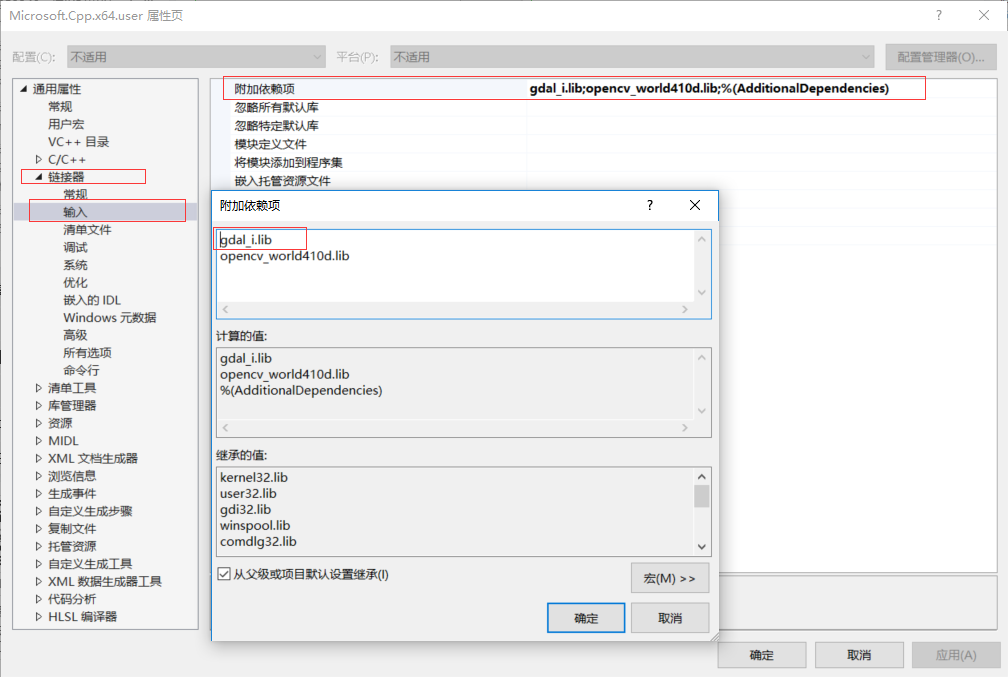 Microsoft.Cpp.x64.user 属性页
?
配置(C): 不适用 平台(P): 不适用 配置管理器(O)...
通用属性
常规
用户宏
VC++ 目录
C/C++
链接器
常规
输入
清单文件
调试
系统
优化
嵌入的 IDL
Windows 元数据
高级
所有选项
命令行
清单工具
库管理器
资源
MIDL
XML 文档生成器
浏览信息
生成事件
自定义生成步骤
复制文件
托管资源
自定义生成工具
XML 数据生成器工具
代码分析
HLSL 编译器
附加依赖项 gdal_i.lib;opencv_world410d.lib;%(AdditionalDependencies)
忽略所有默认库
忽略特定默认库
模块定义文件
将模块添加到程序集
嵌入托管资源文件
附加依赖项 ?
gdal_i.lib
opencv_world410d.lib
计算的值:
gdal_i.lib
opencv_world410d.lib
%(AdditionalDependencies)
继承的值:
kernel32.lib
user32.lib
gdi32.lib
winspool.lib
comdlg32.lib
从父级或项目默认设置继承(I)
宏(M) >>
确定 取消
确定 取消 应用(A)